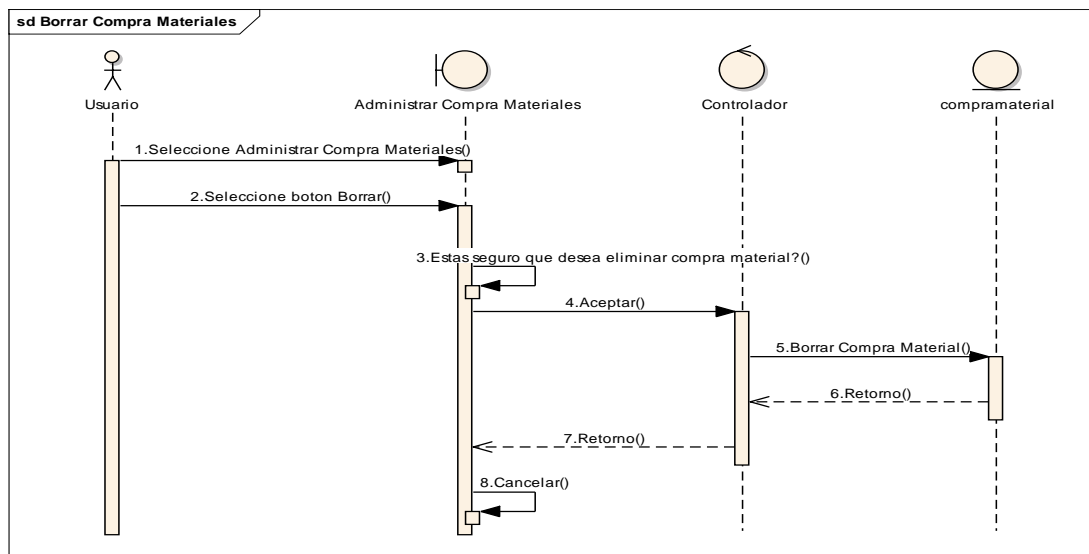 sd Borrar Compra Materiales
Usuario
Administrar Compra Materiales
Controlador
compramaterial
1.Seleccione Administrar Compra Materiales()
2.Seleccione boton Borrar()
3.Estas seguro que desea eliminar compra material?()
4.Aceptar()
5.Borrar Compra Material()
6.Retorno()
7.Retorno()
8.Cancelar()